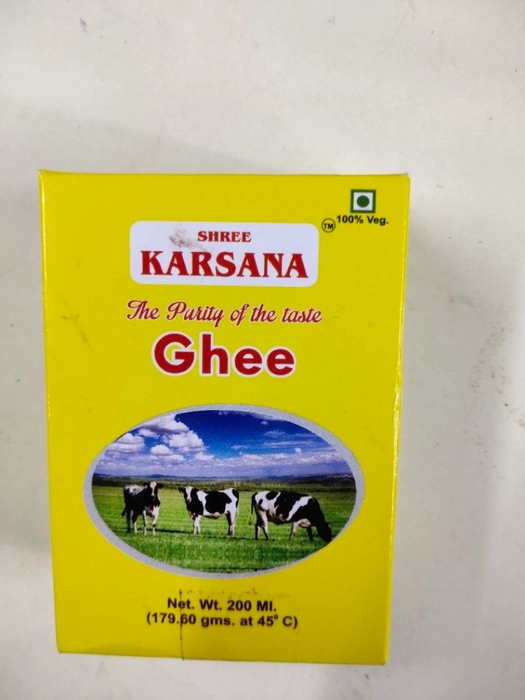 100% Veg.
TM
SHREE
KARSANA
The Purity of the taste
Ghee
Net. Wt. 200 Ml.
(179.60 gms. at 45° C)